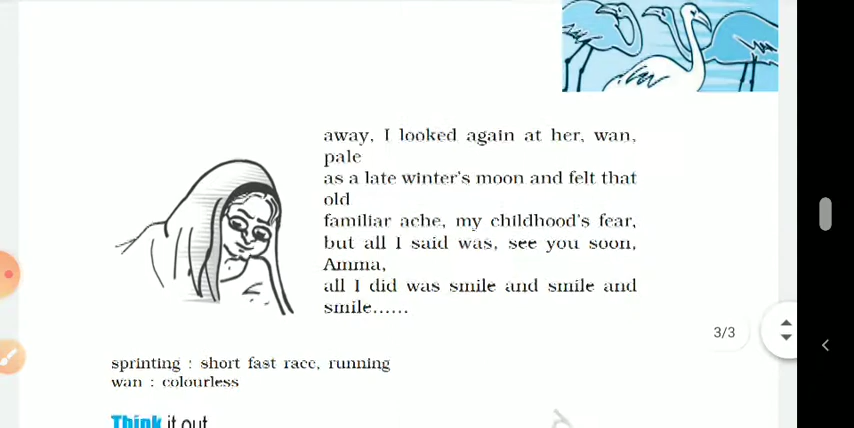 away, I looked again at her, wan,
pale
as a late winter's moon and felt that
old
familiar ache, my childhood's fear,
but all I said was, see you soon,
Amma,
all I did was smile and smile and
smile......
3/3
sprinting : short fast race, running
wan : colourless
Think it out